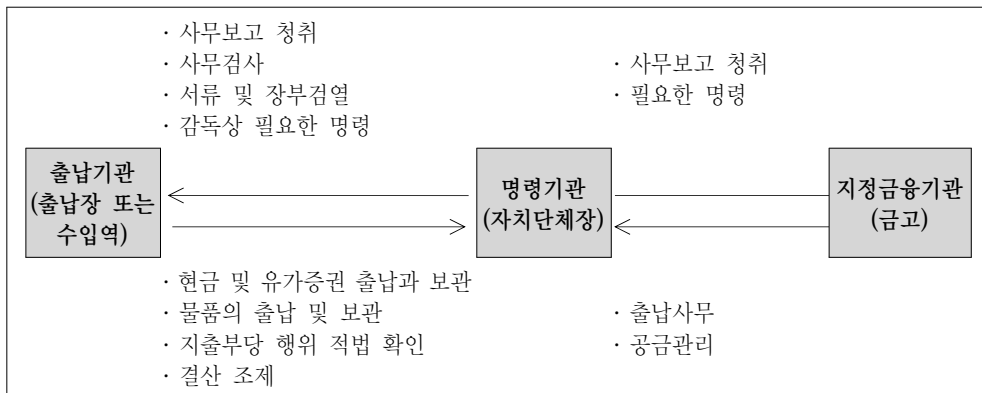 · 사무보고 청취
· 사무검사
· 서류 및 장부검열
· 감독상 필요한 명령
· 사무보고 청취
· 필요한 명령
출납기관
(출납장 또는
수입역)
명령기관
(자치단체장)
지정금융기관
(금고)
· 현금 및 유가증권 출납과 보관
· 물품의 출납 및 보관
· 지출부당 행위 적법 확인
· 결산 조제
· 출납사무
· 공금관리